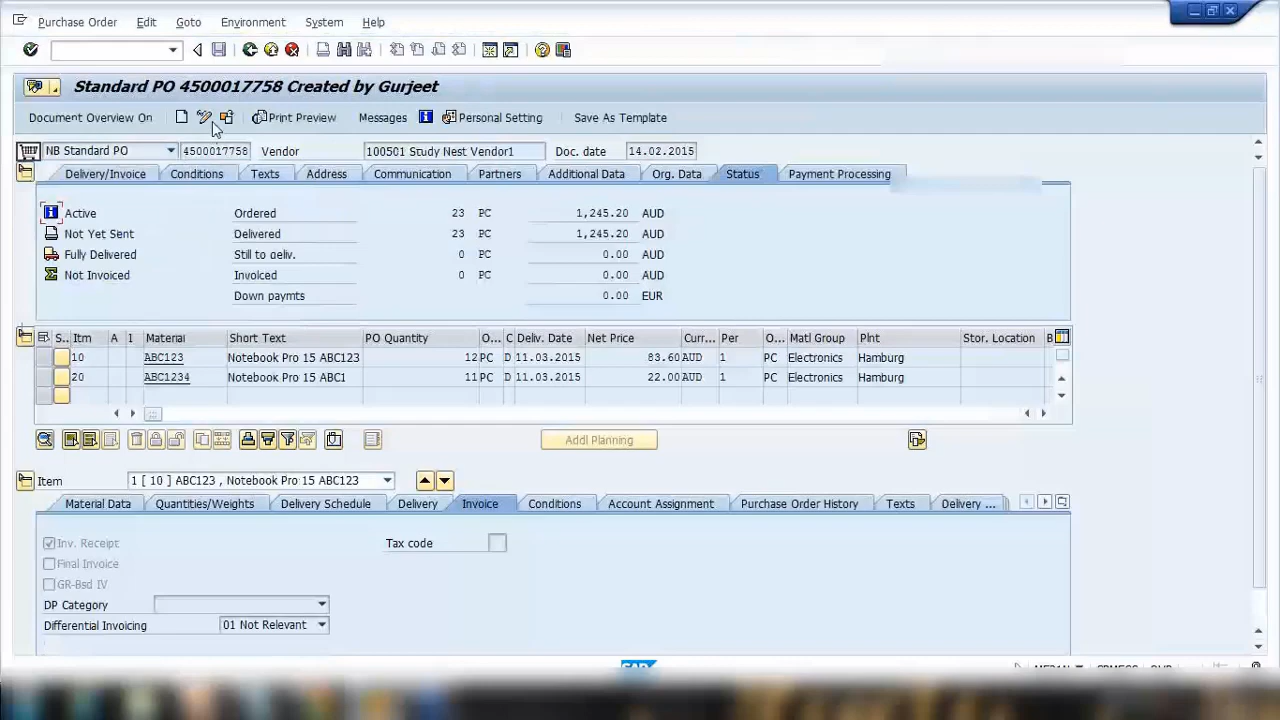 Purchase Order Edit Goto Environment System Help
Standard PO 4500017758 Created by Gurjeet
Document Overview On Print Preview Messages Personal Setting Save As Template
NB Standard PO 4500017758 Vendor 100501 Study Nest Vendor1 Doc. date 14.02.2015
Delivery/Invoice Conditions Texts Address Communication Partners Additional Data Org. Data Status Payment Processing
Active Ordered 23 PC 1,245.20 AUD
Not Yet Sent Delivered 23 PC 1,245.20 AUD
Fully Delivered Still to deliv. 0 PC 0.00 AUD
Not Invoiced Invoiced 0 PC 0.00 AUD
Down paymts 0.00 EUR
S.. Itm A I Material Short Text PO Quantity O... C Deliv. Date Net Price Curr... Per O... Matl Group Plnt Stor. Location B
10 ABC123 Notebook Pro 15 ABC123 12 PC D 11.03.2015 83.60 AUD 1 PC Electronics Hamburg
20 ABC1234 Notebook Pro 15 ABC1 11 PC D 11.03.2015 22.00 AUD 1 PC Electronics Hamburg
Addl Planning
Item 1 [ 10 ] ABC123 , Notebook Pro 15 ABC123
Material Data Quantities/Weights Delivery Schedule Delivery Invoice Conditions Account Assignment Purchase Order History Texts Delivery ...
Inv. Receipt Tax code
Final Invoice
GR-Bsd IV
DP Category
Differential Invoicing 01 Not Relevant
SAP